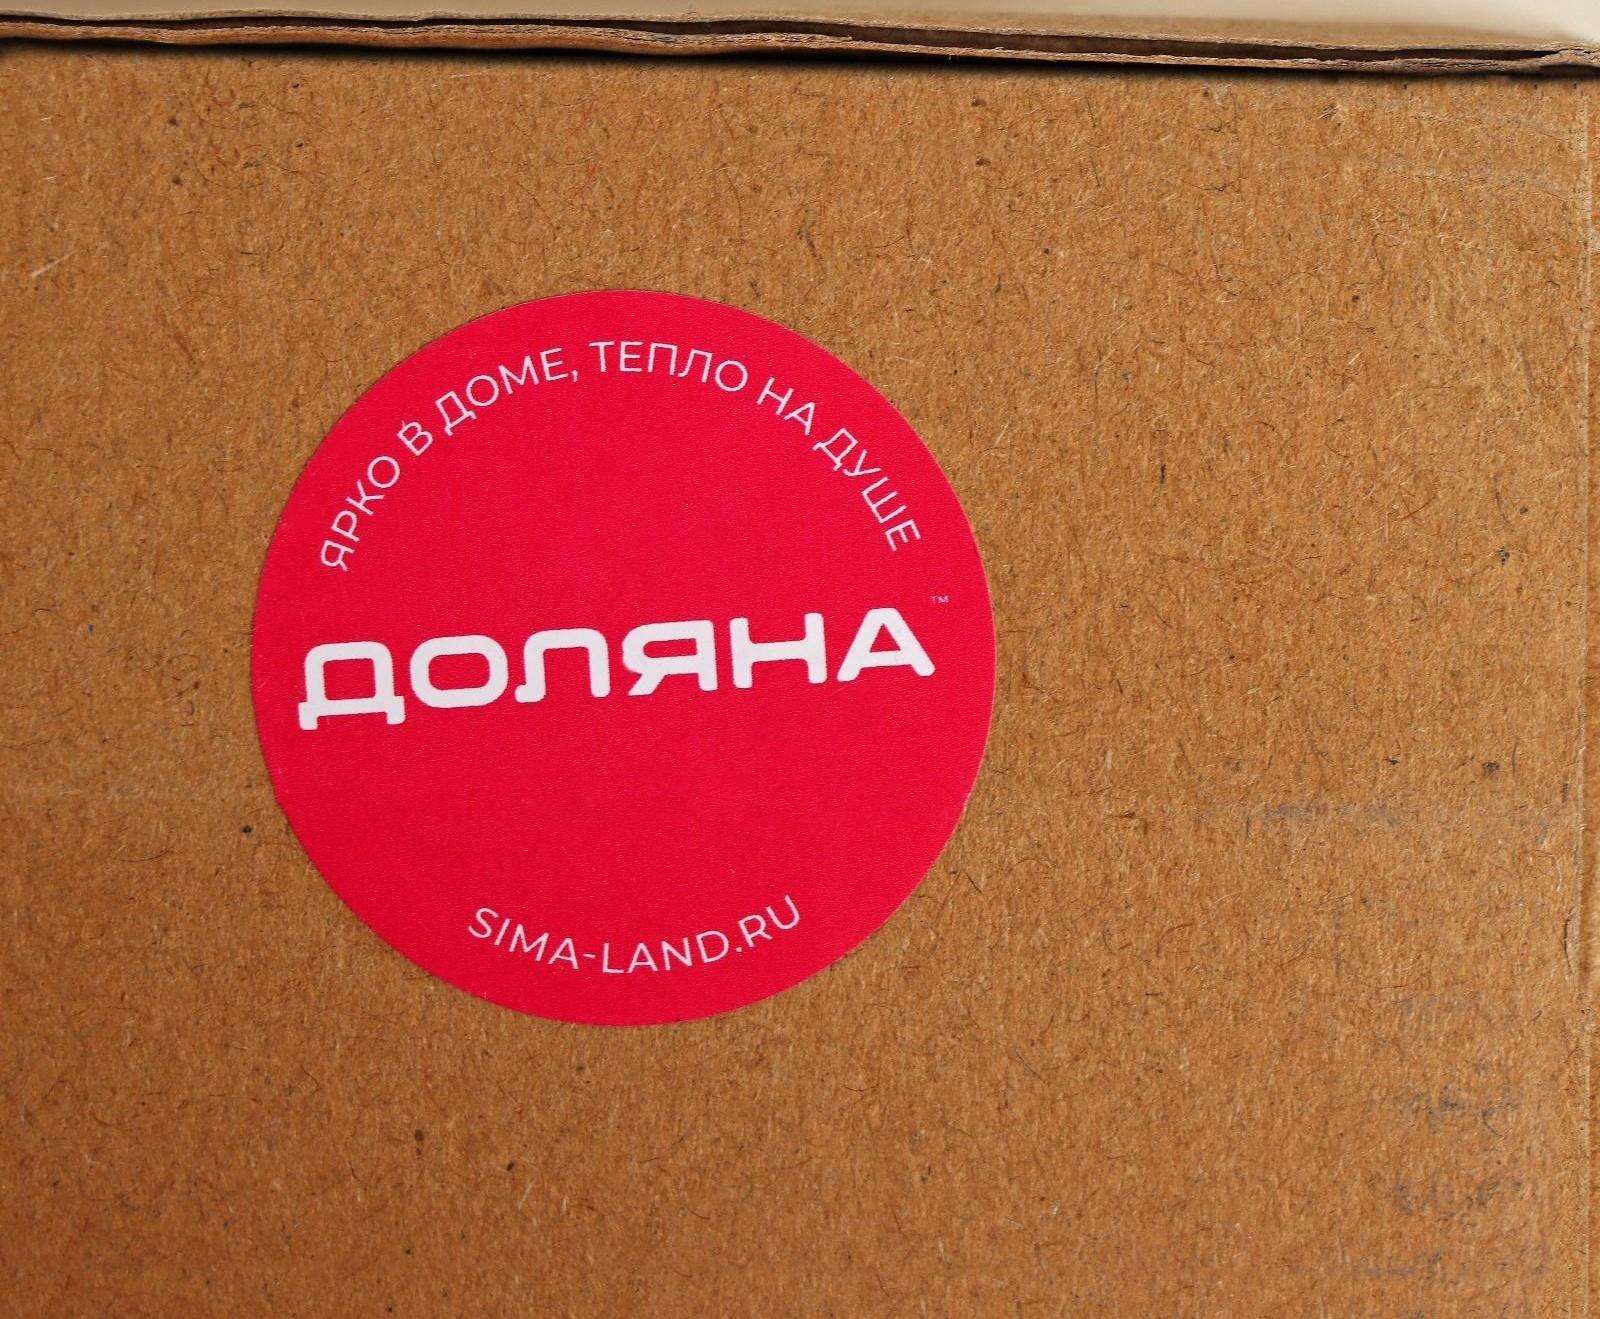 ЯРКО В ДОМЕ, ТЕПЛО НА ДУШЕ
ДОЛЯНА™
SIMA-LAND.RU